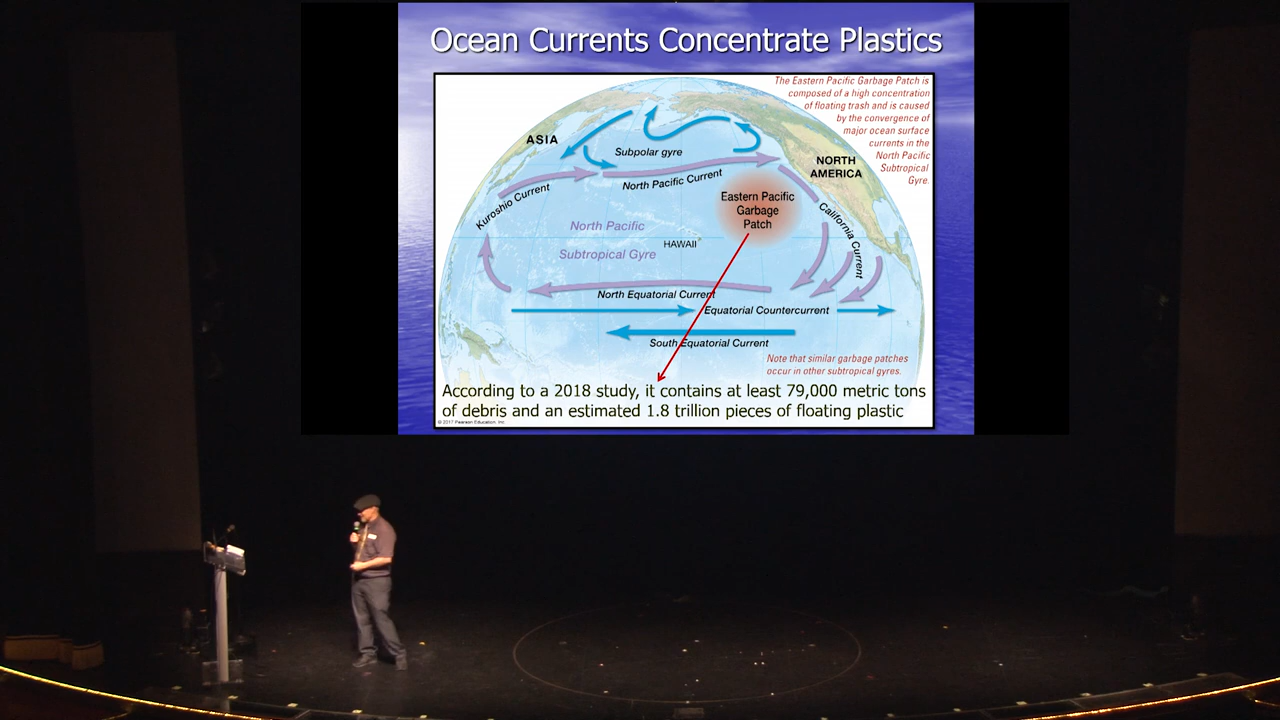 Ocean Currents Concentrate Plastics
The Eastern Pacific Garbage Patch is
composed of a high concentration
of floating trash and is caused
by the convergence of
major ocean surface
currents in the
North Pacific
Subtropical
Gyre.
ASIA
Subpolar gyre
NORTH
AMERICA
North Pacific Current
Kuroshio Current
Eastern Pacific
Garbage
Patch
California Current
North Pacific
Subtropical Gyre
HAWAII
North Equatorial Current
Equatorial Countercurrent
South Equatorial Current
Note that similar garbage patches
occur in other subtropical gyres.
According to a 2018 study, it contains at least 79,000 metric tons
of debris and an estimated 1.8 trillion pieces of floating plastic
© 2017 Pearson Education, Inc.